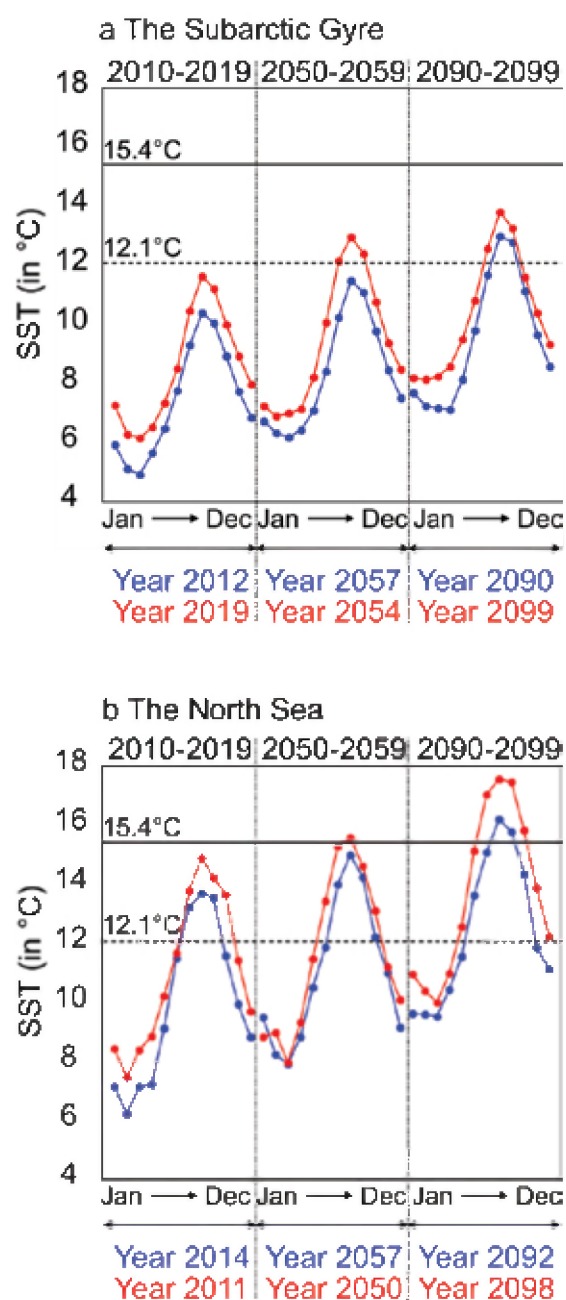 a The Subarctic Gyre
2010-2019 2050-2059 2090-2099
18
16
15.4°C
14
12.1°C
12
10
8
6
4
SST (in °C)
Jan → Dec Jan → Dec Jan → Dec
Year 2012 Year 2057 Year 2090
Year 2019 Year 2054 Year 2099
b The North Sea
2010-2019 2050-2059 2090-2099
18
16
15.4°C
14
12.1°C
12
10
8
6
4
SST (in °C)
Jan → Dec Jan → Dec Jan → Dec
Year 2014 Year 2057 Year 2092
Year 2011 Year 2050 Year 2098